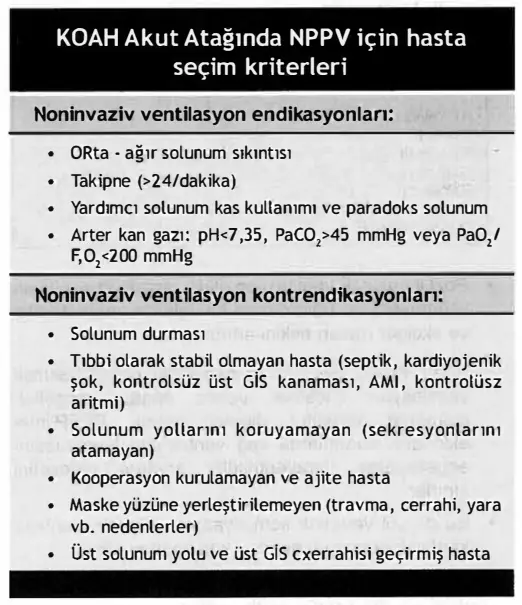 KOAH Akut Atağında NPPV için hasta
seçim kriterleri
Noninvaziv ventilasyon endikasyonları:
• ORta - ağır solunum sıkıntısı
• Takipne (>24/dakika)
• Yardımcı solunum kas kullanımı ve paradoks solunum
• Arter kan gazı: pH<7,35, PaCO₂>45 mmHg veya PaO₂/
F,O₂<200 mmHg
Noninvaziv ventilasyon kontrendikasyonları:
• Solunum durması
• Tıbbi olarak stabil olmayan hasta (septik, kardiyojenik
şok, kontrolsüz üst GİS kanaması, AMI, kontrolüsz
aritmi)
• Solunum yollarını koruyamayan (sekresyonlarını
atamayan)
• Kooperasyon kurulamayan ve ajite hasta
• Maske yüzüne yerleştirilemeyen (travma, cerrahi, yara
vb. nedenlerler)
• Üst solunum yolu ve üst GİS cxerrahisi geçirmiş hasta